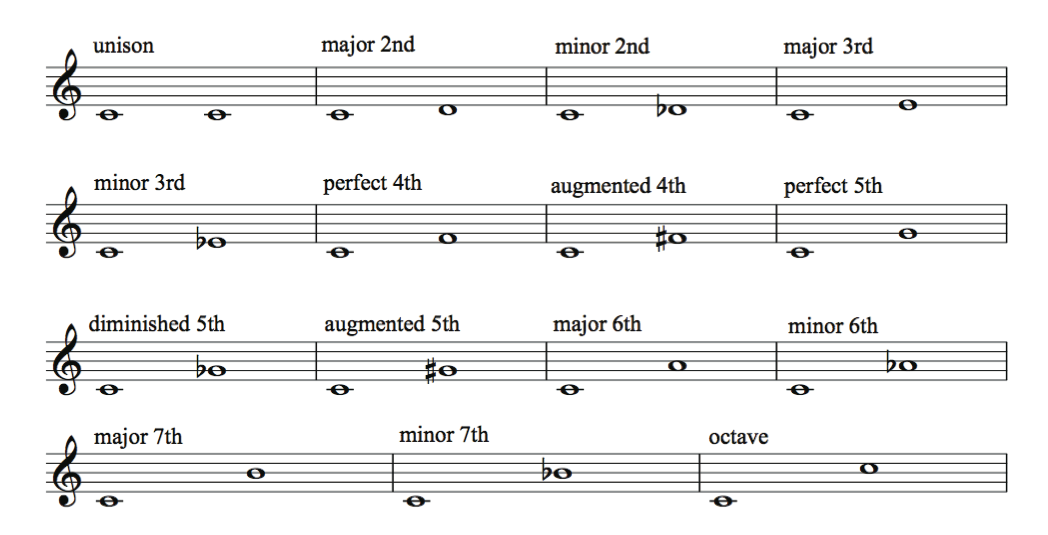 unison major 2nd minor 2nd major 3rd
minor 3rd perfect 4th augmented 4th perfect 5th
diminished 5th augmented 5th major 6th minor 6th
major 7th minor 7th octave